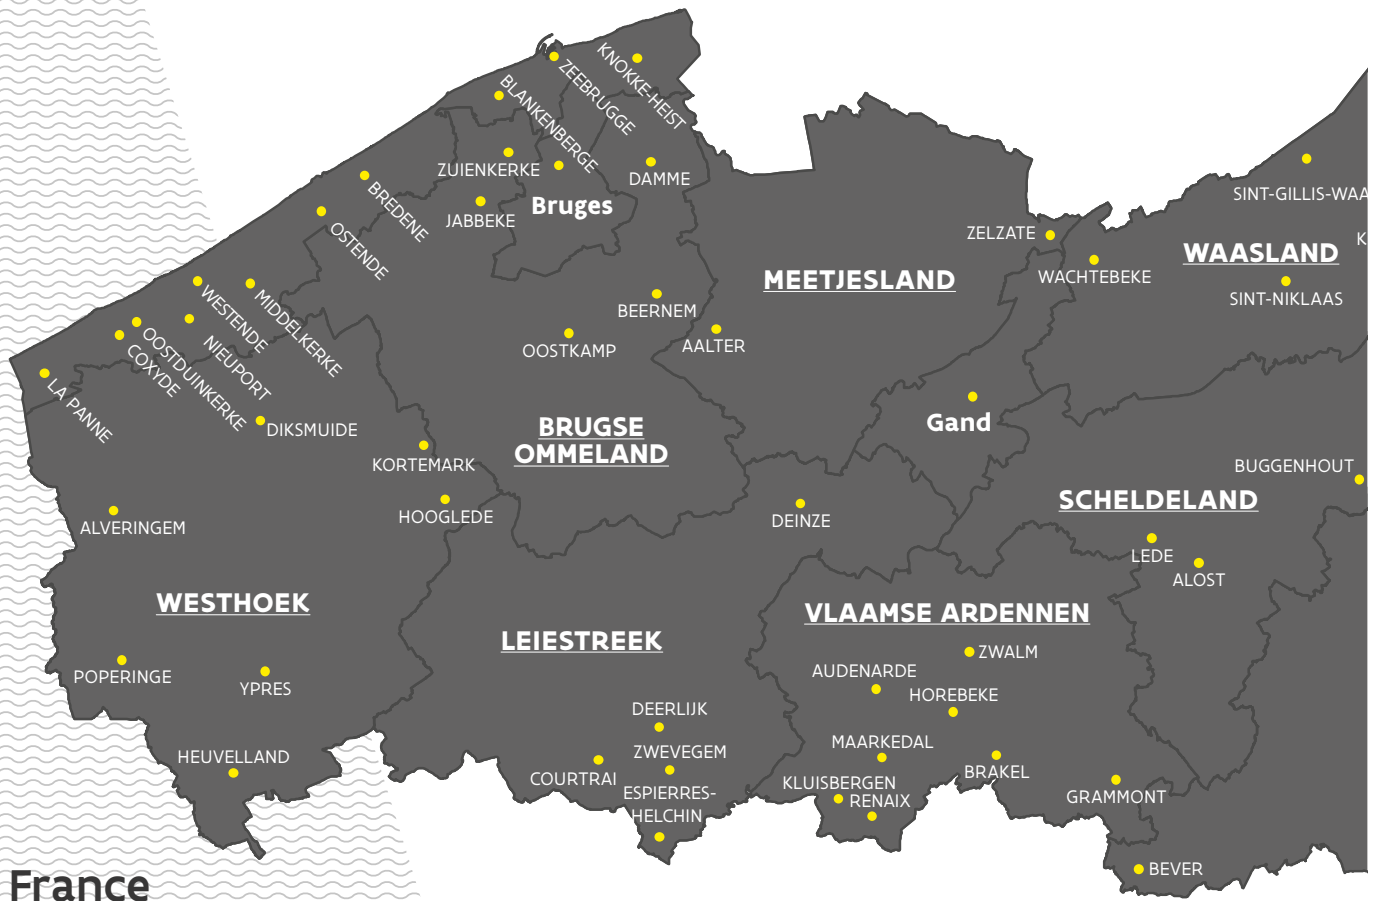 KNOKKE-HEIST
ZEEBRUGGE
BLANKENBERGE
ZUIENKERKE
DAMME
BREDENE
JABBEKE
Bruges
OSTENDE
SINT-GILLIS-WAA
K
ZELZATE
WAASLAND
WACHTEBEKE
MEETJESLAND
SINT-NIKLAAS
MIDDELKERKE
WESTENDE
BEERNEM
OOSTKAMP
AALTER
NIEUPORT
OOSTDUINKERKE
COXYDE
LA PANNE
DIKSMUIDE
BRUGSE
OMMELAND
Gand
KORTEMARK
BUGGENHOUT
SCHELDELAND
HOOGLEDE
DEINZE
ALVERINGEM
LEDE
ALOST
WESTHOEK
VLAAMSE ARDENNEN
LEIESTREEK
ZWALM
POPERINGE
YPRES
AUDENARDE
HOREBEKE
DEERLIJK
MAARKEDAL
ZWEVEGEM
HEUVELLAND
BRAKEL
COURTRAI
KLUISBERGEN
ESPIERRES-
HELCHIN
RENAIX
GRAMMONT
BEVER
France